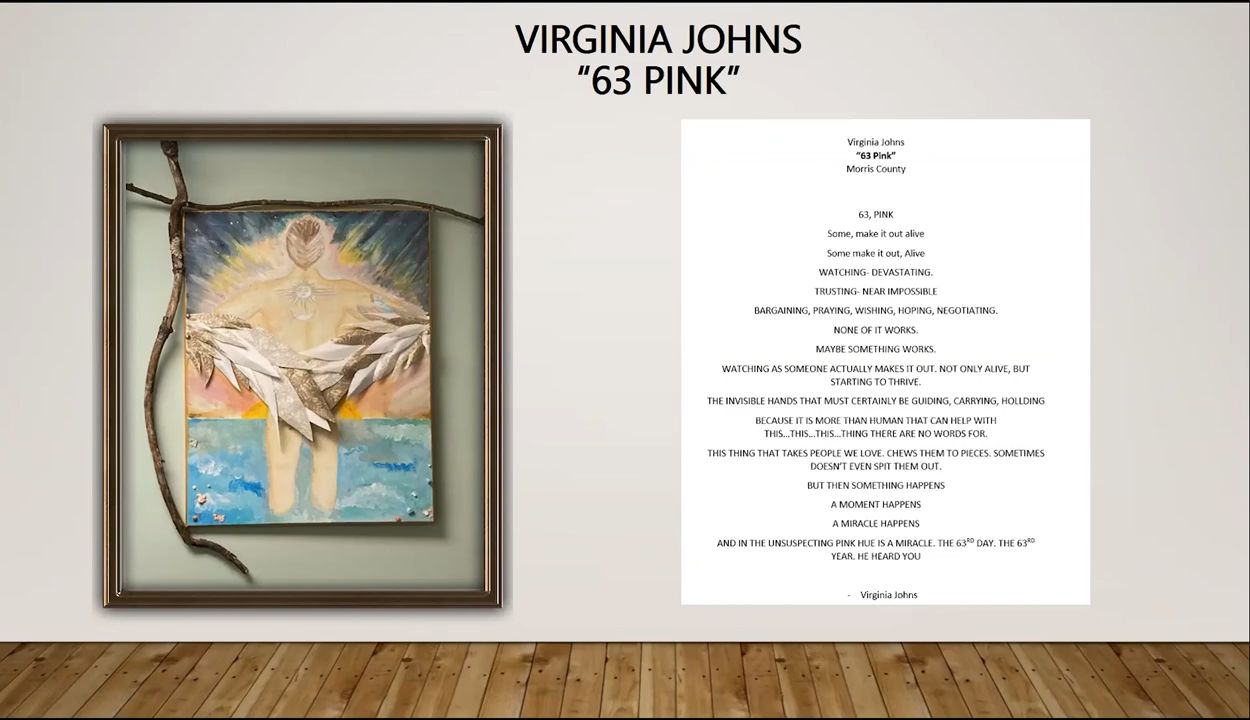 VIRGINIA JOHNS
“63 PINK”
Virginia Johns
“63 Pink”
Morris County
63, PINK
Some, make it out alive
Some make it out, Alive
WATCHING- DEVASTATING.
TRUSTING- NEAR IMPOSSIBLE
BARGAINING, PRAYING, WISHING, HOPING, NEGOTIATING.
NONE OF IT WORKS.
MAYBE SOMETHING WORKS.
WATCHING AS SOMEONE ACTUALLY MAKES IT OUT. NOT ONLY ALIVE, BUT
STARTING TO THRIVE.
THE INVISIBLE HANDS THAT MUST CERTAINLY BE GUIDING, CARRYING, HOLLDING
BECAUSE IT IS MORE THAN HUMAN THAT CAN HELP WITH
THIS…THIS…THIS…THING THERE ARE NO WORDS FOR.
THIS THING THAT TAKES PEOPLE WE LOVE. CHEWS THEM TO PIECES. SOMETIMES
DOESN’T EVEN SPIT THEM OUT.
BUT THEN SOMETHING HAPPENS
A MOMENT HAPPENS
A MIRACLE HAPPENS
AND IN THE UNSUSPECTING PINK HUE IS A MIRACLE. THE 63RD DAY. THE 63RD
YEAR. HE HEARD YOU
- Virginia Johns